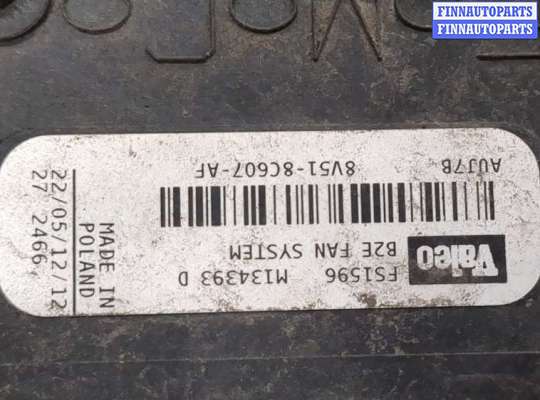 FINNAUTOPARTS
FINNAUTOPARTS
FS1596 M134393 D
Valeo B2E FAN SYSTEM
AUJ7B 8V51-8C607-AF
MADE IN
POLAND
22/05/12/12
27 2466,